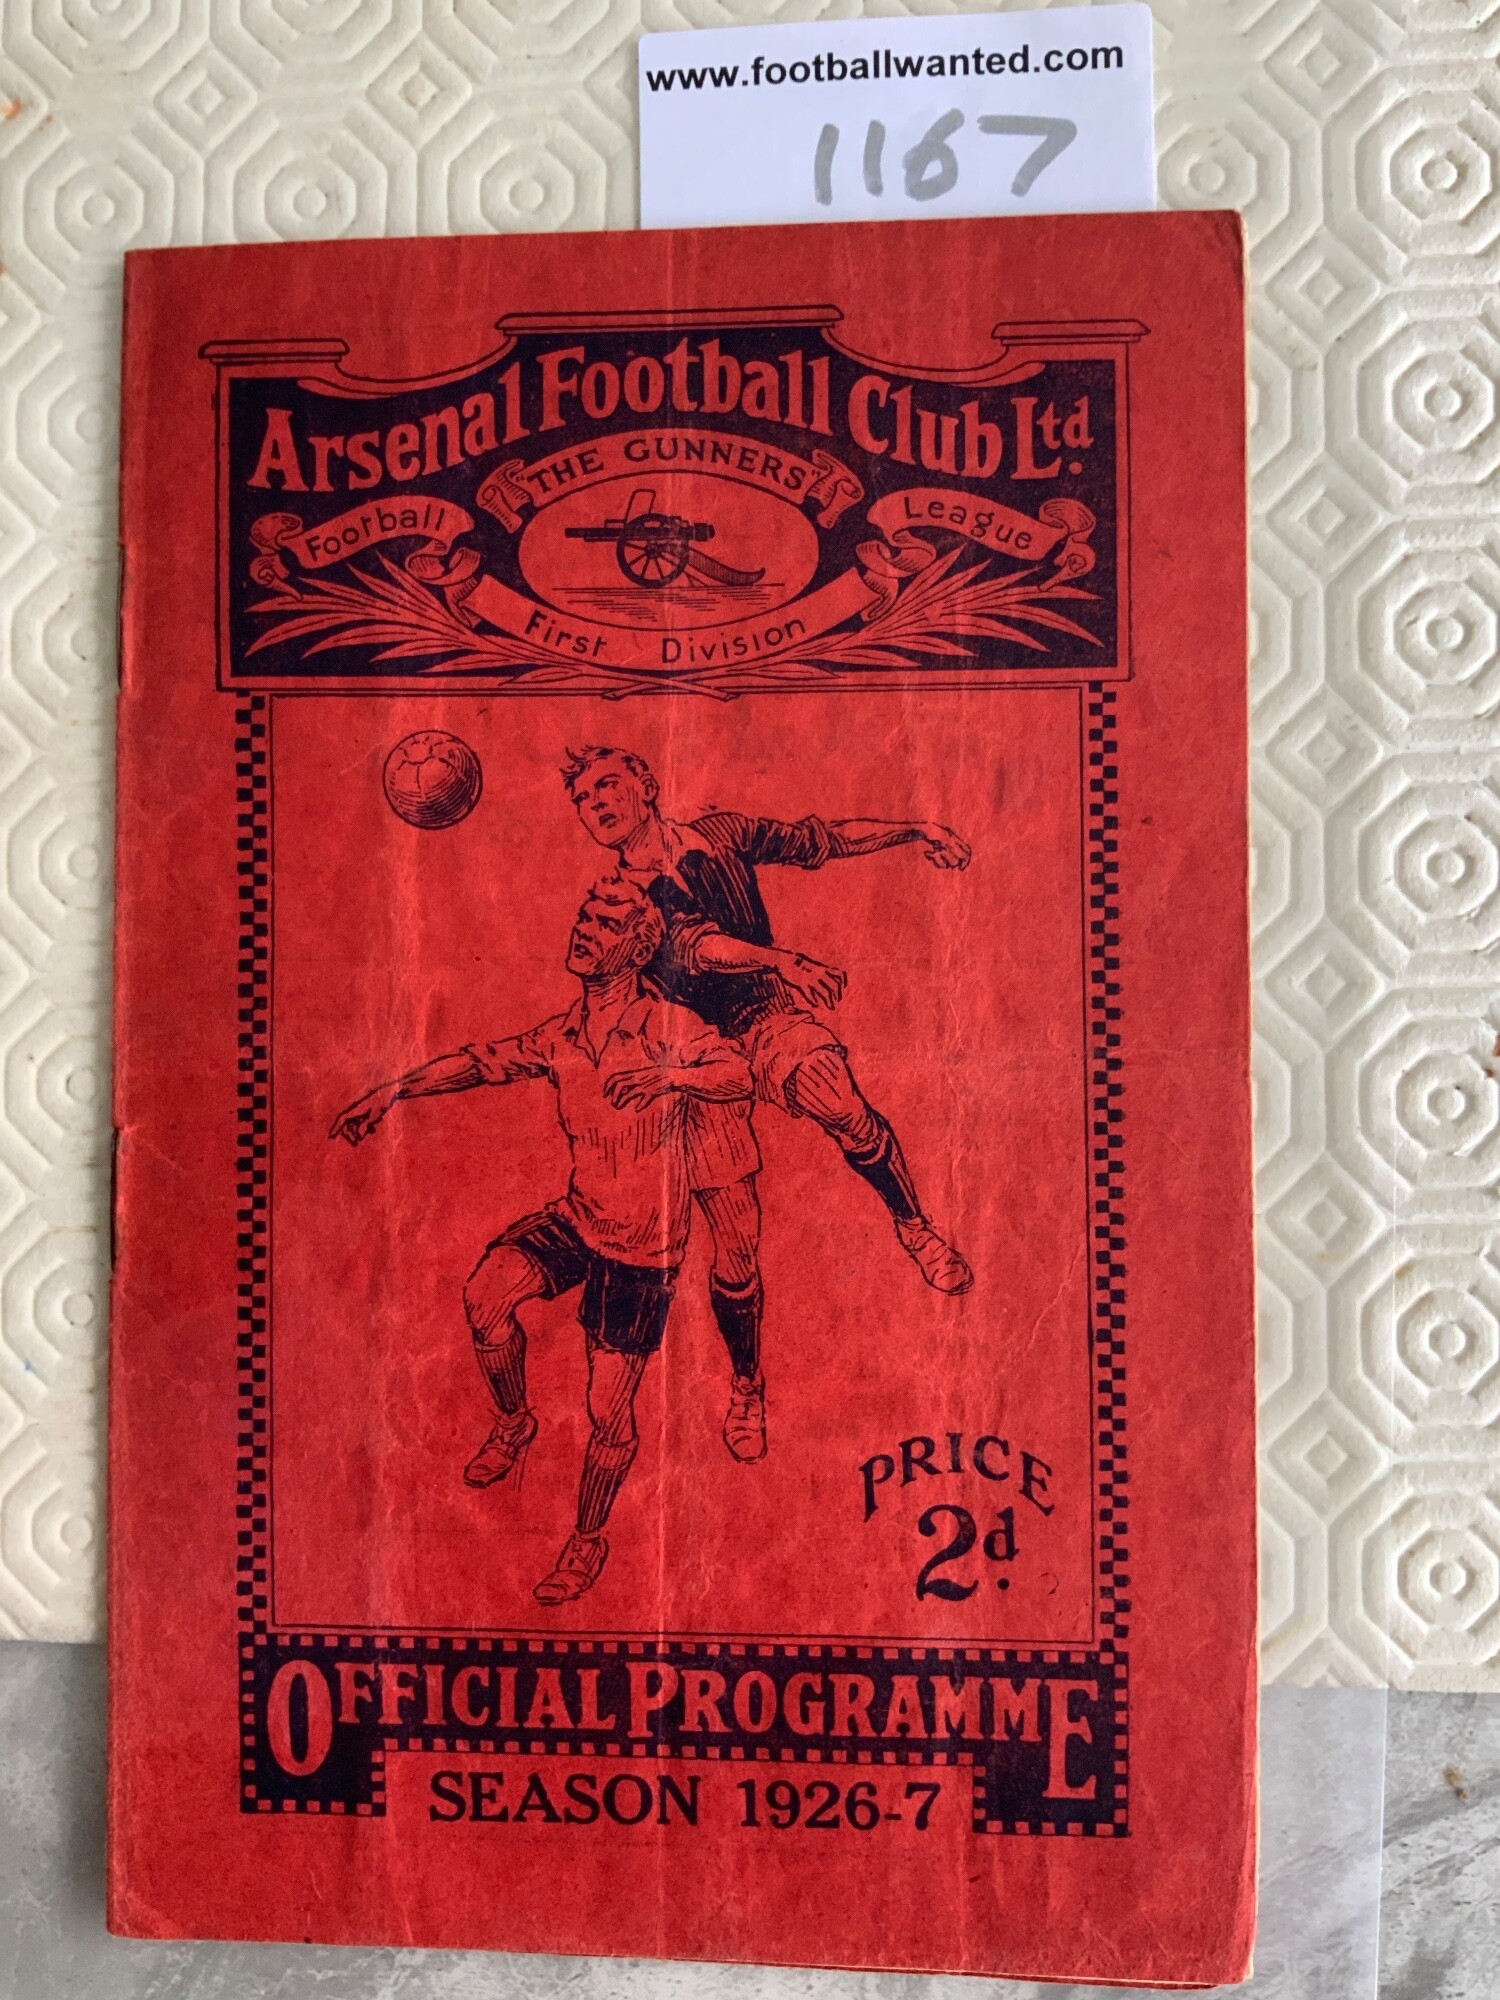 www.footballwanted.com
1167
Arsenal Football Club Ltd.
"THE GUNNERS"
Football League
First Division
PRICE
2d.
OFFICIAL PROGRAMME
SEASON 1926-7